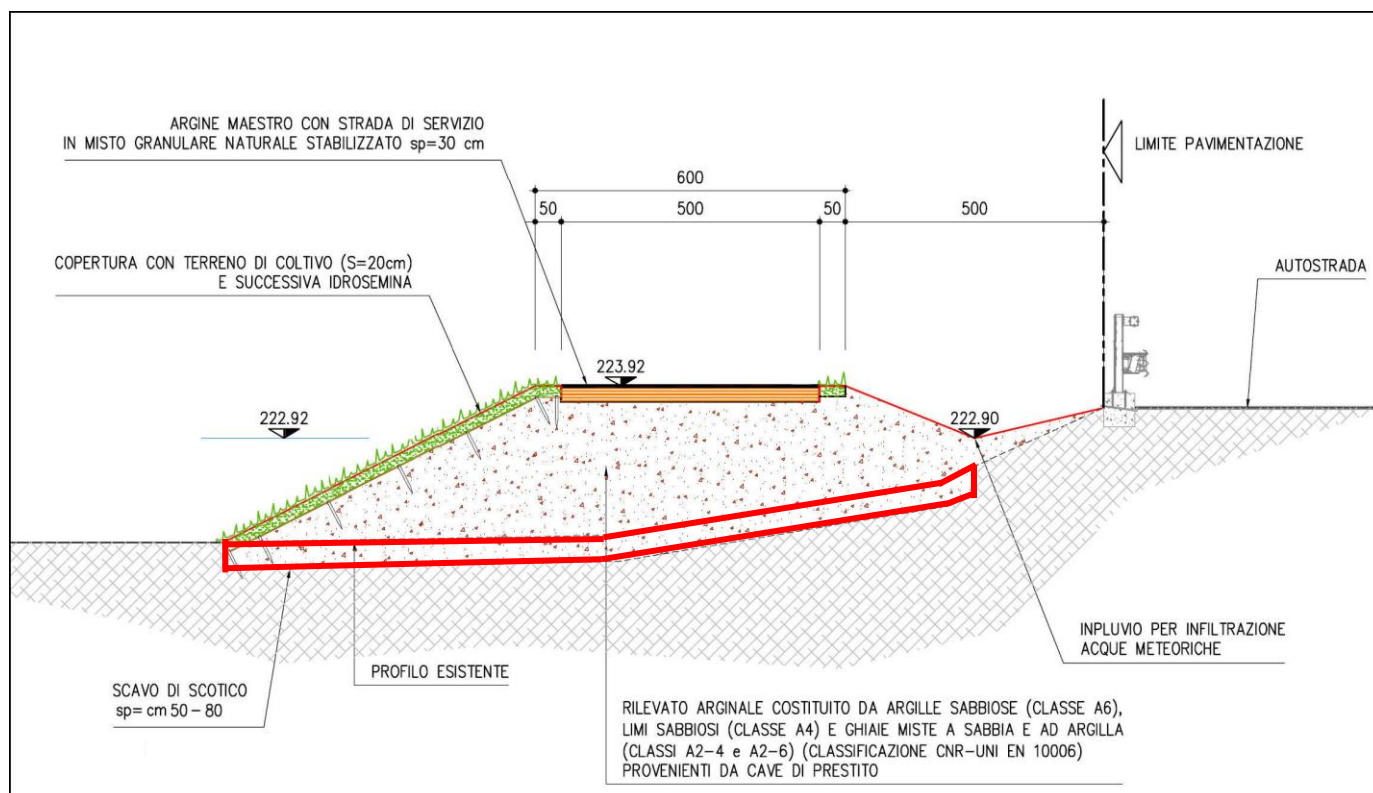 ARGINE MAESTRO CON STRADA DI SERVIZIO
IN MISTO GRANULARE NATURALE STABILIZZATO sp=30 cm
LIMITE PAVIMENTAZIONE
600
50
500
50
500
COPERTURA CON TERRENO DI COLTIVO (S=20cm)
E SUCCESSIVA IDROSEMINA
AUTOSTRADA
223.92
222.92
222.90
INPLUVIO PER INFILTRAZIONE
ACQUE METEORICHE
PROFILO ESISTENTE
SCAVO DI SCOTICO
sp= cm 50-80
RILEVATO ARGINALE COSTITUITO DA ARGILLE SABBIOSE (CLASSE A6),
LIMI SABBIOSI (CLASSE A4) E GHIAIE MISTE A SABBIA E AD ARGILLA
(CLASSI A2-4 e A2-6) (CLASSIFICAZIONE CNR-UNI EN 10006)
PROVENIENTI DA CAVE DI PRESTITO